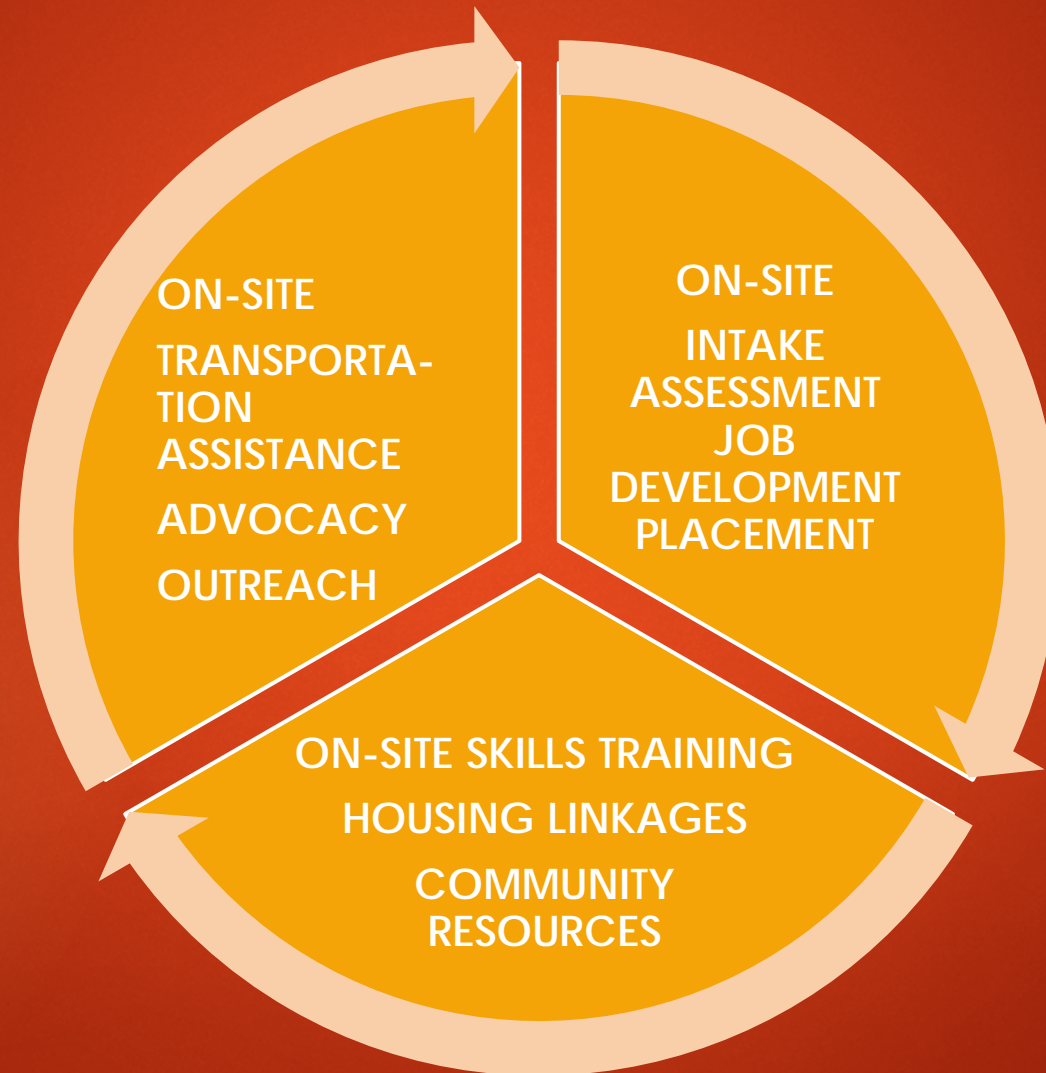 ON-SITE
TRANSPORTA-
TION
ASSISTANCE
ADVOCACY
OUTREACH
ON-SITE
INTAKE
ASSESSMENT
JOB
DEVELOPMENT
PLACEMENT
ON-SITE SKILLS TRAINING
HOUSING LINKAGES
COMMUNITY
RESOURCES